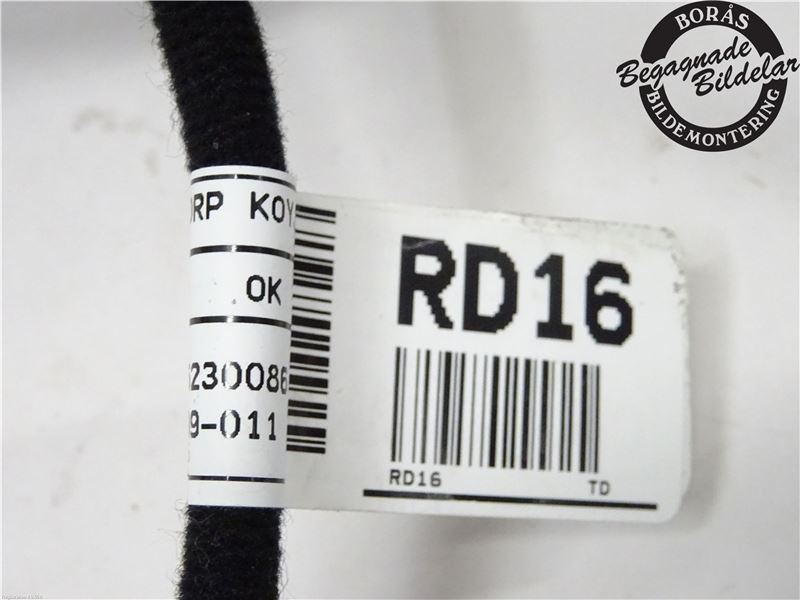 BORÅS
Begagnade
Bildelar
BILDEMONTERING
RP KOY
OK
230086
9-011
RD16
RD16 TD